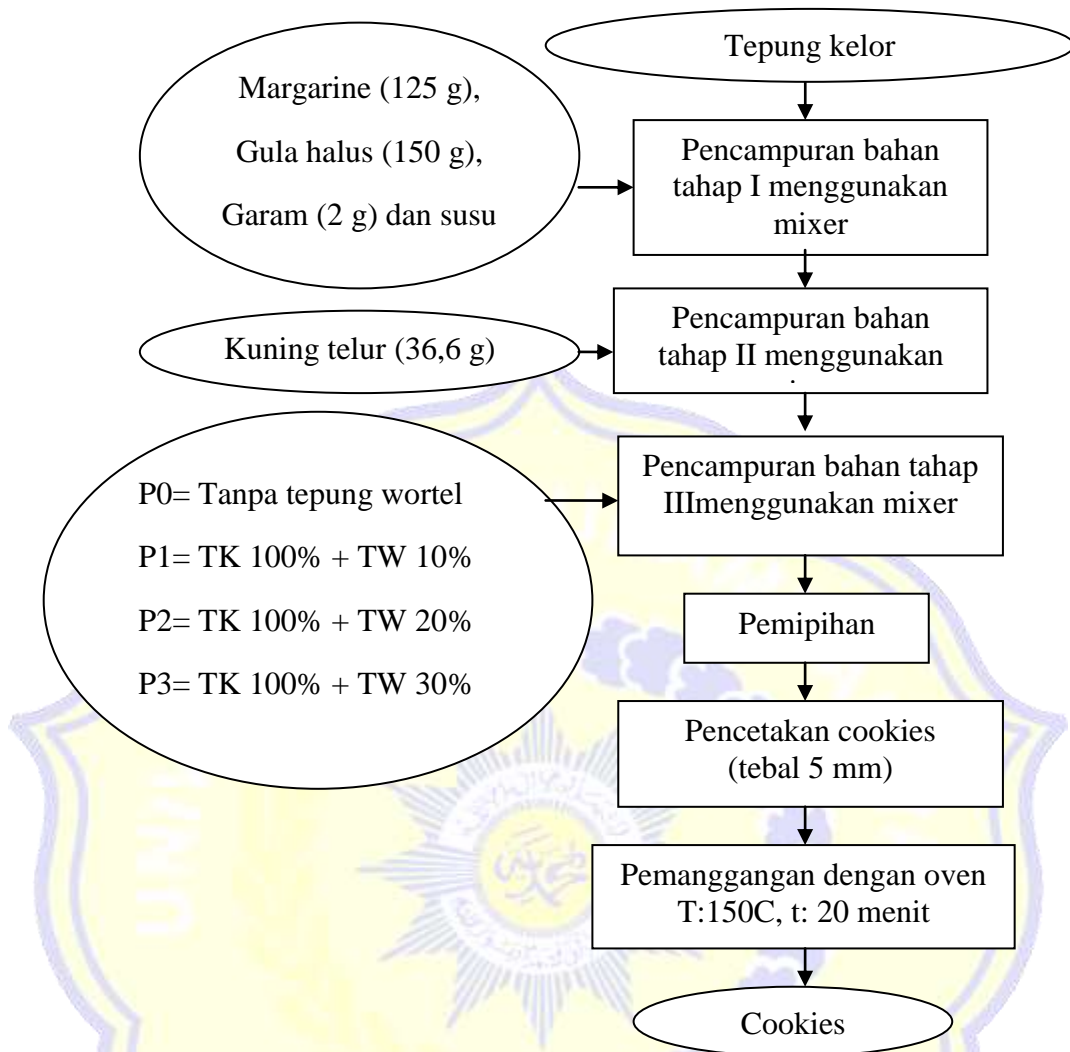 Tepung kelor
Margarine (125 g),
Gula halus (150 g),
Garam (2 g) dan susu
Pencampuran bahan
tahap I menggunakan
mixer
Kuning telur (36,6 g)
Pencampuran bahan
tahap II menggunakan
P0= Tanpa tepung wortel
P1= TK 100% + TW 10%
P2= TK 100% + TW 20%
P3= TK 100% + TW 30%
Pencampuran bahan tahap
IIImenggunakan mixer
Pemipihan
Pencetakan cookies
(tebal 5 mm)
Pemanggangan dengan oven
T:150C, t: 20 menit
Cookies